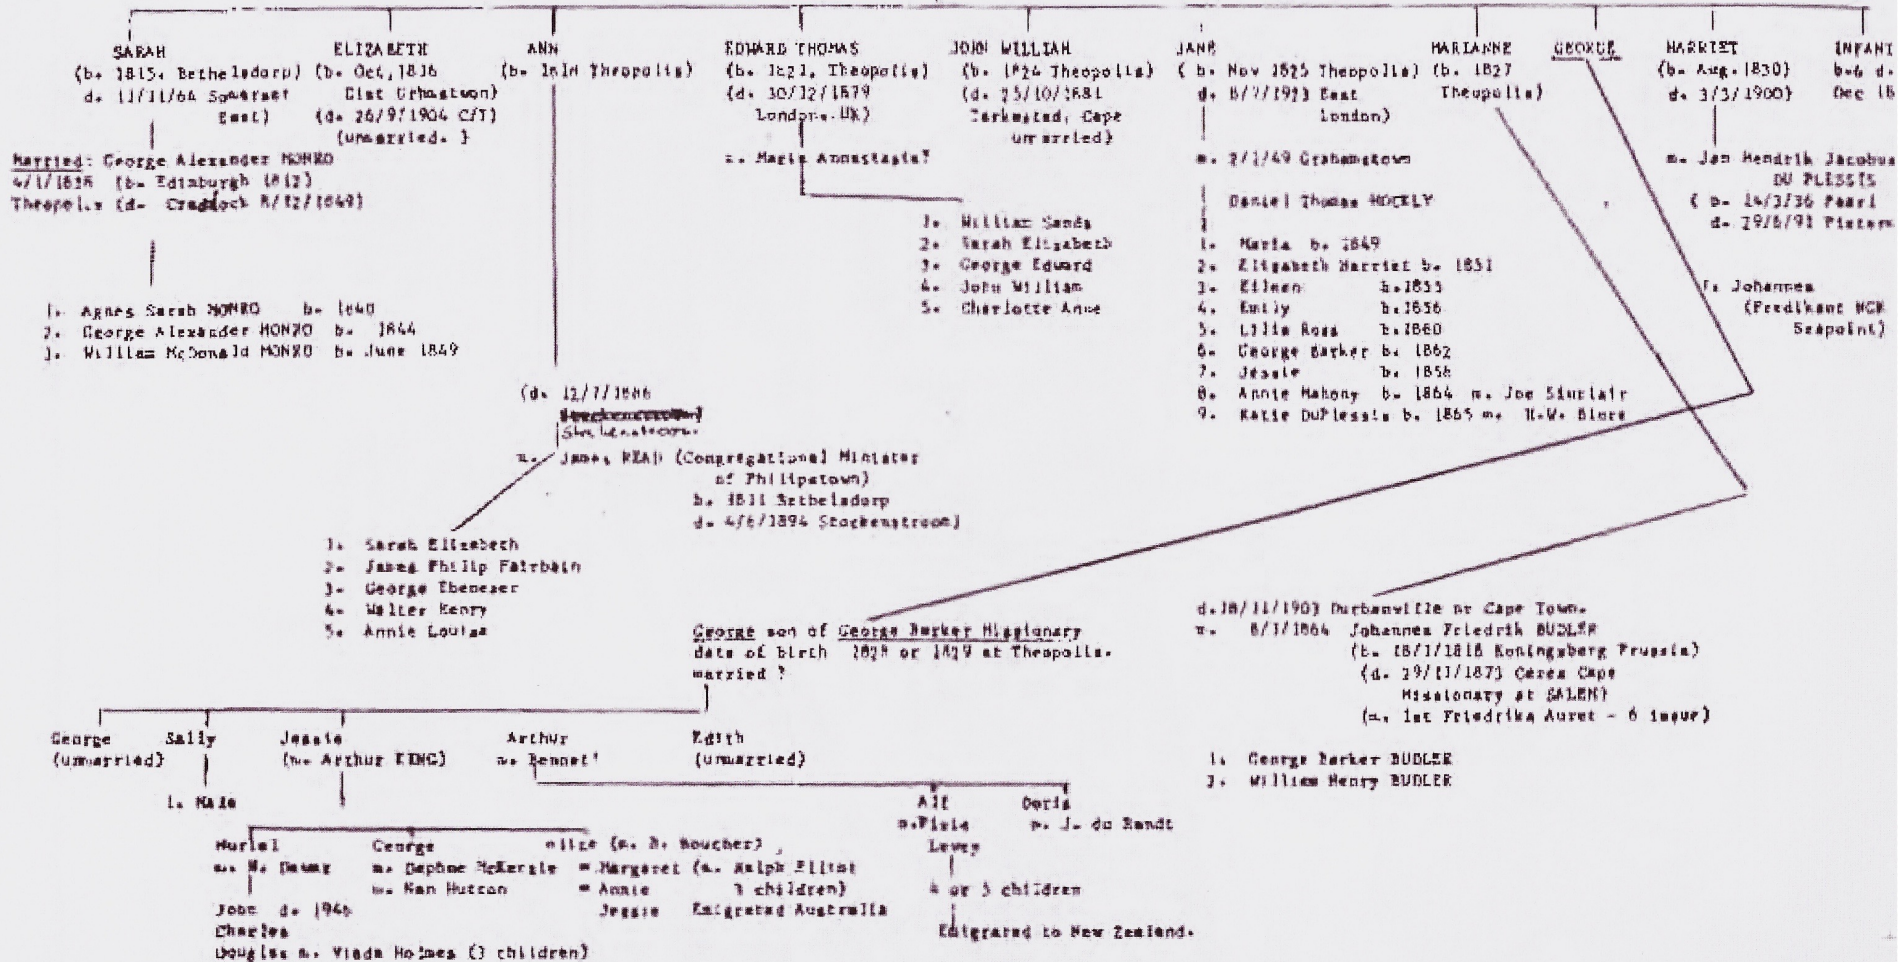 SARAH
(b. 1815, Bethelsdorp)
d. 11/11/64 Somerset
East)
Married: George Alexander MONRO
4/1/1838 (b. Edinburgh 1812)
Theopolis (d. Craddock 8/12/1849)
1. Agnes Sarah MONRO b. 1840
2. George Alexander MONRO b. 1844
3. William McDonald MONRO b. June 1849
ELIZABETH
(b. Oct, 1816
Dist
(d. 26/9/1904 C/T)
(unmarried. )
ANN
(b. Theopolis)
(d. 12/7/1886
m. James READ (Congregational Minister
of Philipstown)
b. 1811 Bethelsdorp
d. 4/6/1894 Stockenstroom)
1. Sarah Elizabeth
2. James Philip Fairbain
3. George Ebenezer
4. Walter Henry
5. Annie Louisa
EDWARD THOMAS
(b. 1821, Theopolis)
(d. 30/12/1879
London. UK)
m. Maria Annastasia?
1. William Sands
2. Sarah Elizabeth
3. George Edward
4. John William
5. Charlotte Anne
JOHN WILLIAM
(b. 1824 Theopolis)
(d. 25/10/1881
Tarkastad, Cape
unmarried)
JANE
( b. Nov 1825 Theopolis)
d. 8/7/1913 East
London)
m. 2/1/49 Grahamstown
Daniel Thomas HOCKLY
1. Maria b. 1849
2. Elizabeth Harriet b. 1851
3. Eileen b.1855
4. Emily b.1856
5. Lilla Rosa b.1860
6. George Barker b. 1862
7. Jessie b. 1858
8. Annie Mahony b. 1864 m. Joe Sinclair
9. Katie DuPlessis b. 1865 m. H.W. Blore
MARIANNE
(b. 1827
Theopolis)
GEORGE
HARRIET
(b. Aug. 1830)
d. 3/5/1900)
m. Jan Hendrik Jacobus
DU PLESSIS
( b. 14/3/36 Paarl
d. 29/6/91
1. Johannes
(Predikant NGK
Seapoint)
INFANT
b.& d.
Dec 18
d.18/11/1903 Durbanville nr Cape Town.
m. 8/3/1864 Johannes Friedrik BUDLER
(b. 18/1/1818 Koningsberg Prussia)
(d. 29/11/1873 Ceres Cape
Missionary at SALEM)
(m. 1st Friedrika Auret - 6 issue)
1. George Barker BUDLER
2. William Henry BUDLER
George son of George Barker Missionary
date of birth 1828 or 1829 at Theopolis.
married ?
George
(unmarried)
Sally
1. Male
Jessie
(m. Arthur KING)
Arthur
m. Bennet'
Edith
(unmarried)
Alf
m.Pixie
Levey
4 or 5 children
Emigrated to New Zealand.
Doris
m. J. du Randt
Muriel
m. N.
John d. 1946
Charles
Douglas m. Holmes (3 children)
George
m. Daphne McKerzie
m. Nan Hutton
(m. B. Boucher)
Margaret (m. Ralph Elliot
3 children)
Annie
Jessie Emigrated Australia